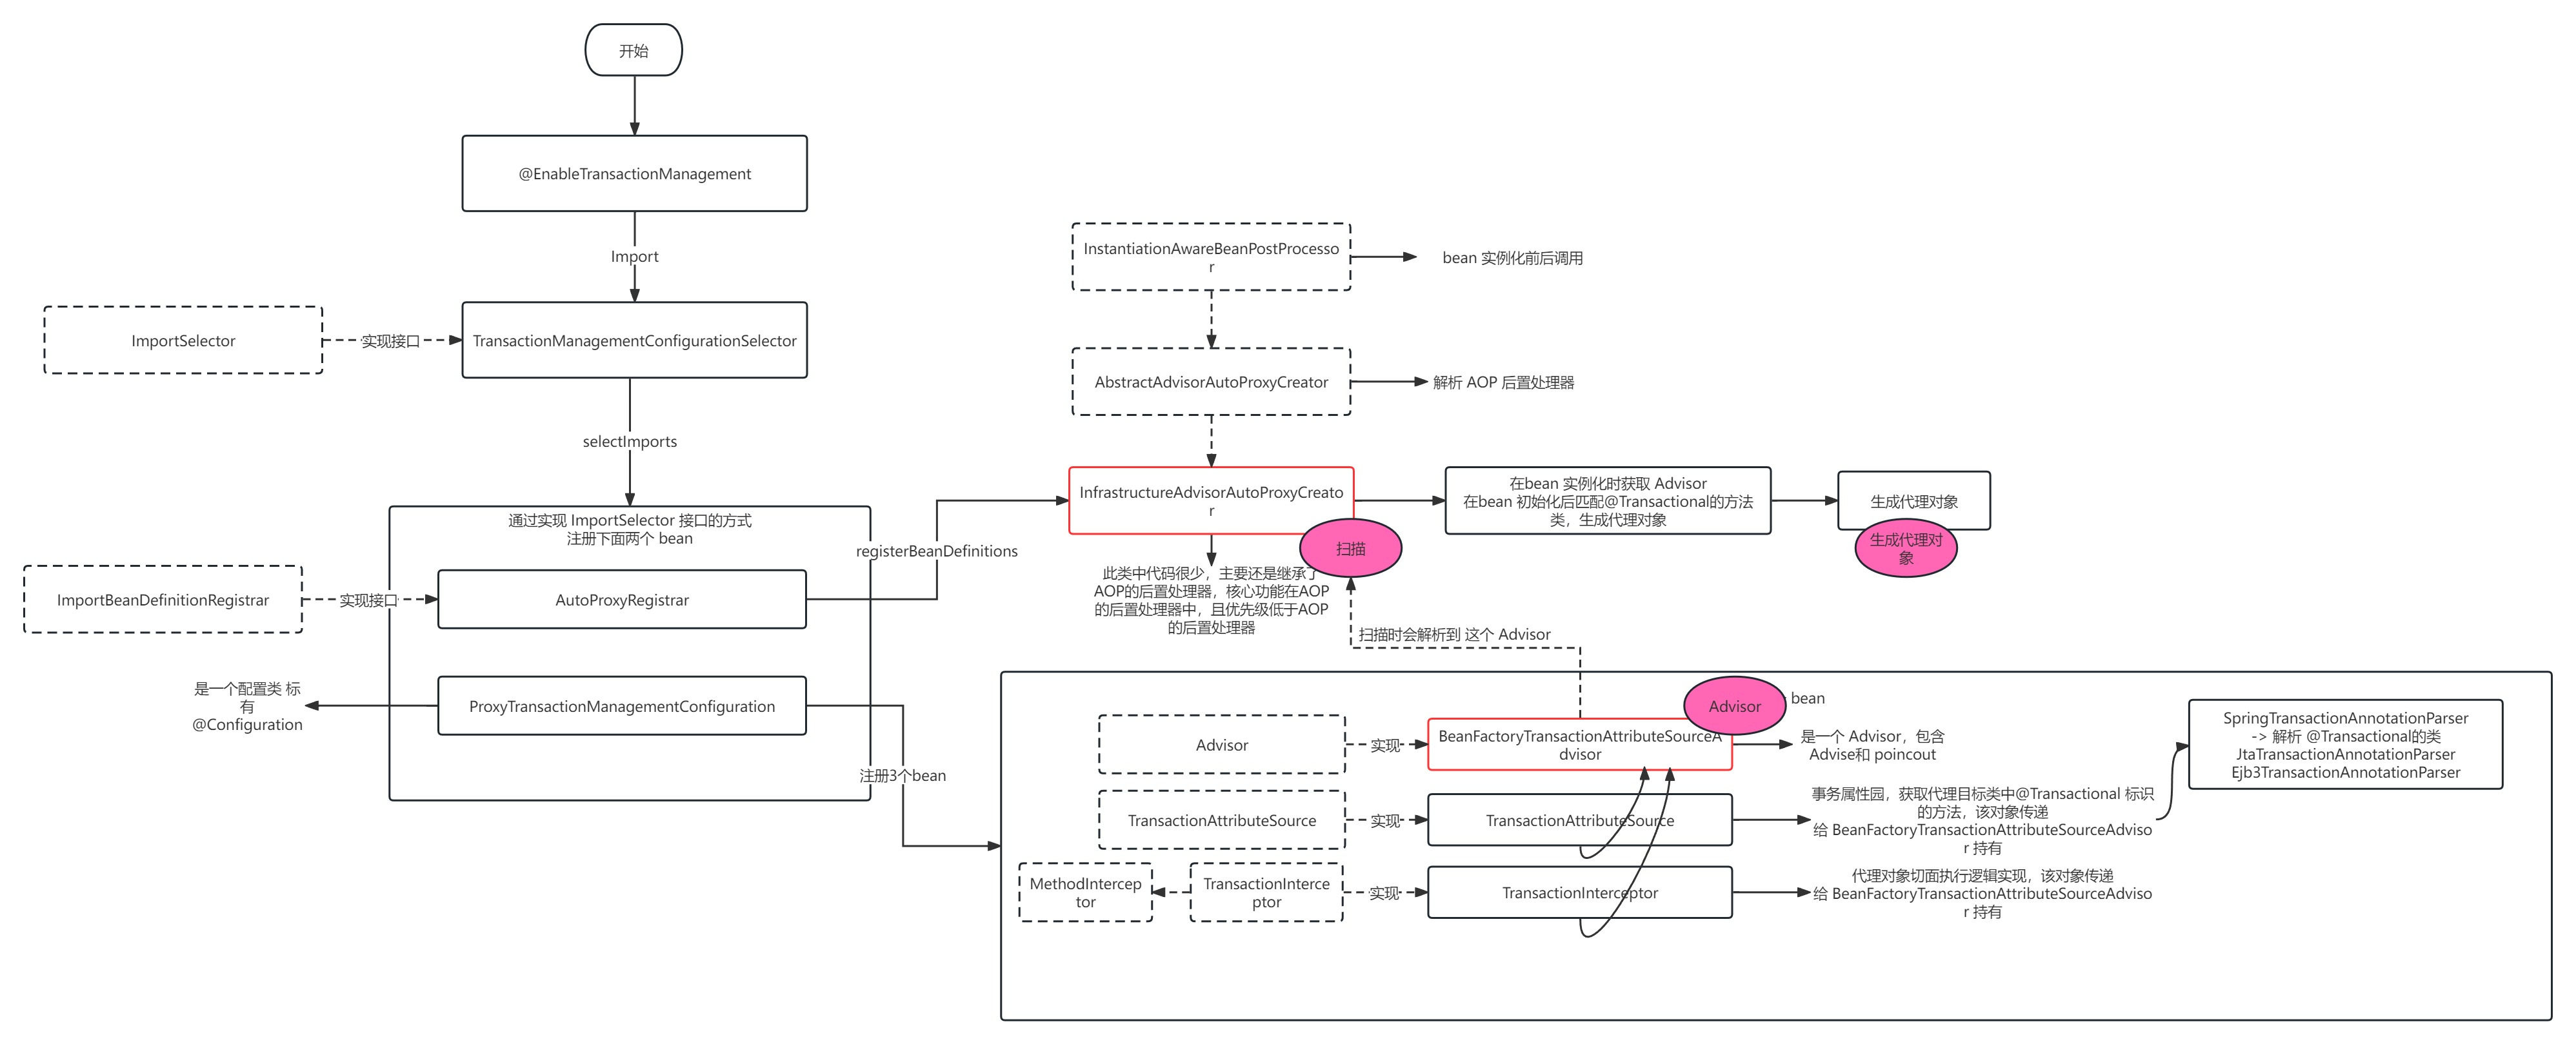 开始
@EnableTransactionManagement
Import
ImportSelector
实现接口
TransactionManagementConfigurationSelector
selectImports
通过实现 ImportSelector 接口的方式
注册下面两个 bean
ImportBeanDefinitionRegistrar
实现接口
AutoProxyRegistrar
registerBeanDefinitions
是一个配置类 标
有
@Configuration
ProxyTransactionManagementConfiguration
注册3个bean
InstantiationAwareBeanPostProcesso
r
bean 实例化前后调用
AbstractAdvisorAutoProxyCreator
解析 AOP 后置处理器
InfrastructureAdvisorAutoProxyCreato
r
在bean 实例化时获取 Advisor
在bean 初始化后匹配@Transactional的方法
类，生成代理对象
生成代理对象
扫描
生成代理对
象
此类中代码很少，主要还是继承了
AOP的后置处理器，核心功能在AOP
的后置处理器中，且优先级低于AOP
的后置处理器
扫描时会解析到 这个 Advisor
Advisor
bean
Advisor
实现
BeanFactoryTransactionAttributeSourceA
dvisor
是一个 Advisor，包含
Advise和 poincout
SpringTransactionAnnotationParser
-> 解析 @Transactional的类
JtaTransactionAnnotationParser
Ejb3TransactionAnnotationParser
TransactionAttributeSource
实现
TransactionAttributeSource
事务属性园，获取代理目标类中@Transactional 标识
的方法，该对象传递
给 BeanFactoryTransactionAttributeSourceAdviso
r 持有
MethodIntercep
tor
TransactionInterce
ptor
实现
TransactionInterceptor
代理对象切面执行逻辑实现，该对象传递
给 BeanFactoryTransactionAttributeSourceAdviso
r 持有